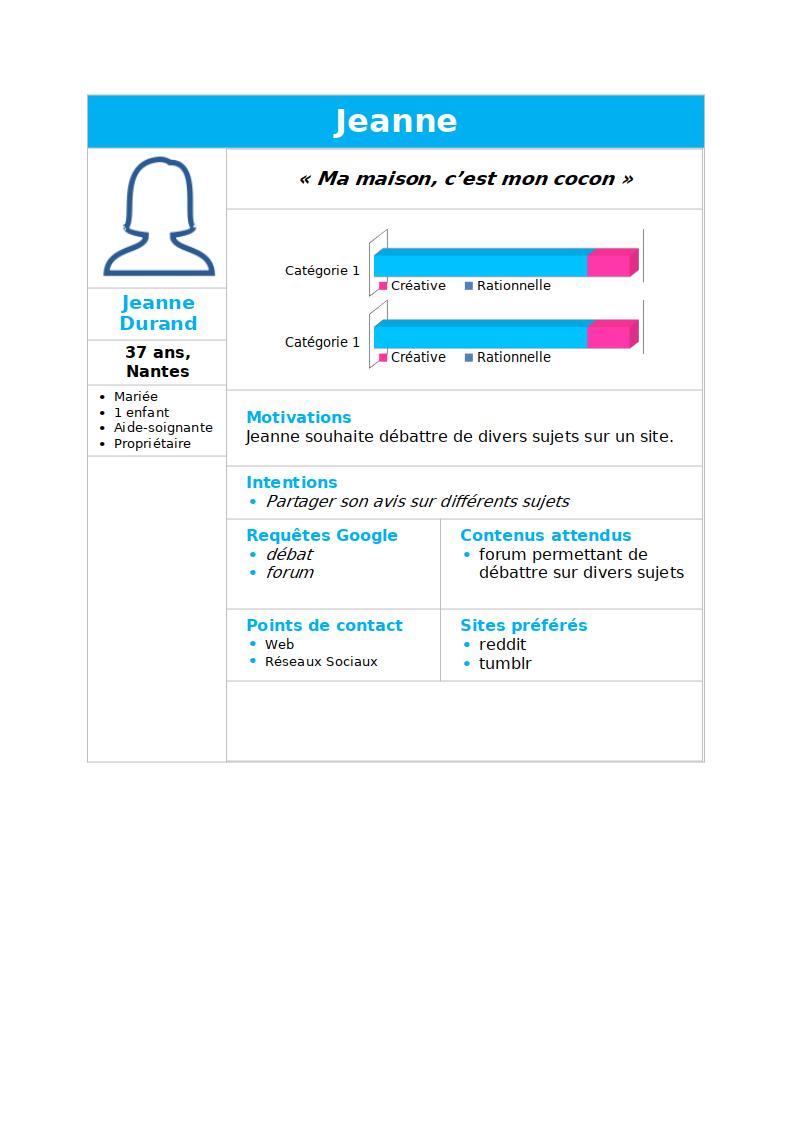 Jeanne
Jeanne
Durand
37 ans,
Nantes
• Mariée
• 1 enfant
• Aide-soignante
• Propriétaire
« Ma maison, c’est mon cocon »
Catégorie 1
Créative Rationnelle
Catégorie 1
Créative Rationnelle
Motivations
Jeanne souhaite débattre de divers sujets sur un site.
Intentions
• Partager son avis sur différents sujets
Requêtes Google
• débat
• forum
Contenus attendus
• forum permettant de
débattre sur divers sujets
Points de contact
• Web
• Réseaux Sociaux
Sites préférés
• reddit
• tumblr